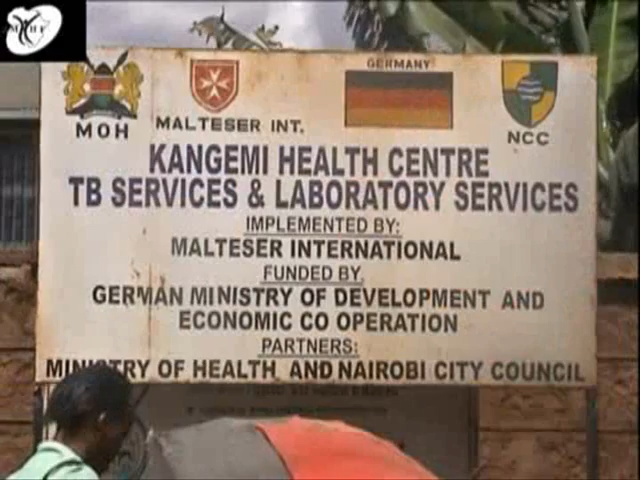 GERMANY
MOH
MALTESER INT.
NCC
KANGEMI HEALTH CENTRE
TB SERVICES & LABORATORY SERVICES
IMPLEMENTED BY:
MALTESER INTERNATIONAL
FUNDED BY.
GERMAN MINISTRY OF DEVELOPMENT AND
ECONOMIC CO OPERATION
PARTNERS:
MINISTRY OF HEALTH AND NAIROBI CITY COUNCIL